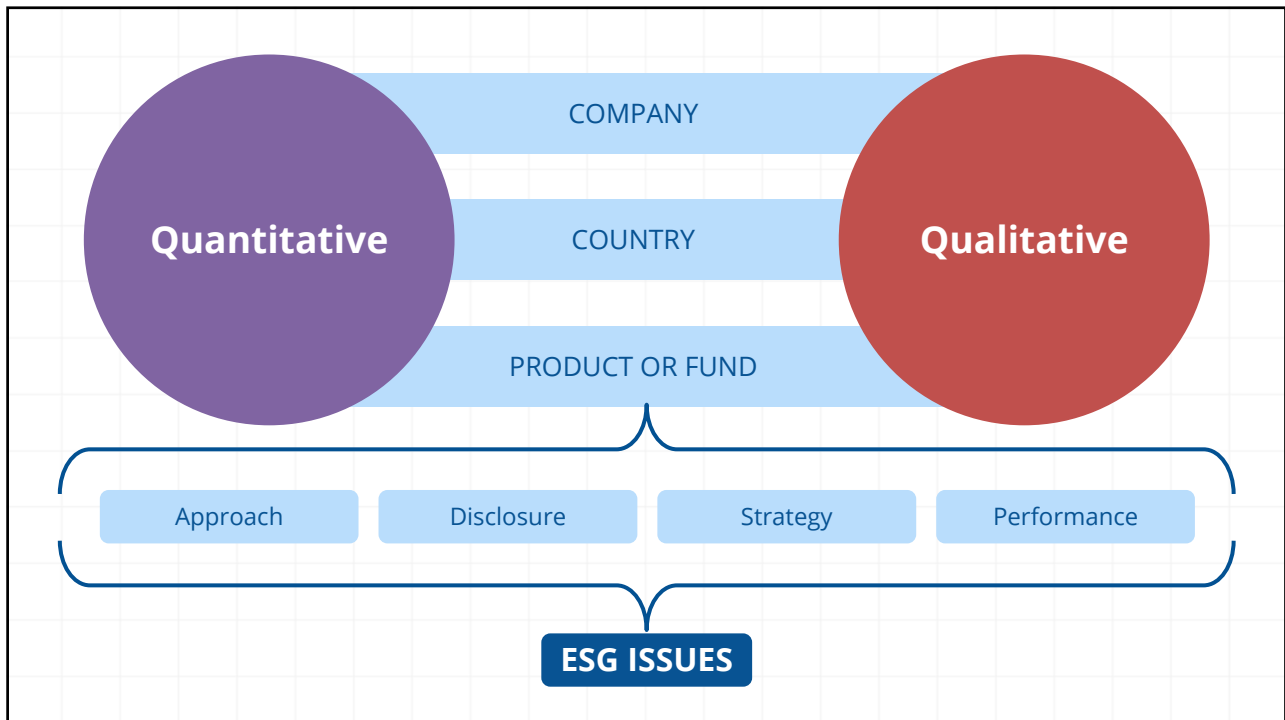 COMPANY
Quantitative
COUNTRY
Qualitative
PRODUCT OR FUND
Approach
Disclosure
Strategy
Performance
ESG ISSUES